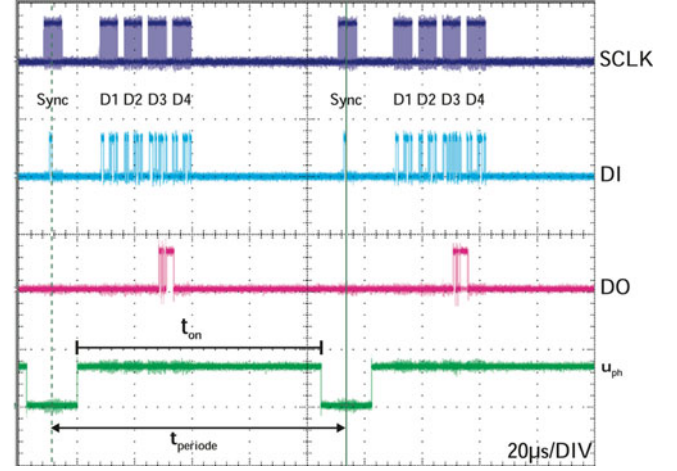 SCLK
Sync D1 D2 D3 D4 Sync D1 D2 D3 D4
DI
DO
ton
uph
tperiode
20µs/DIV